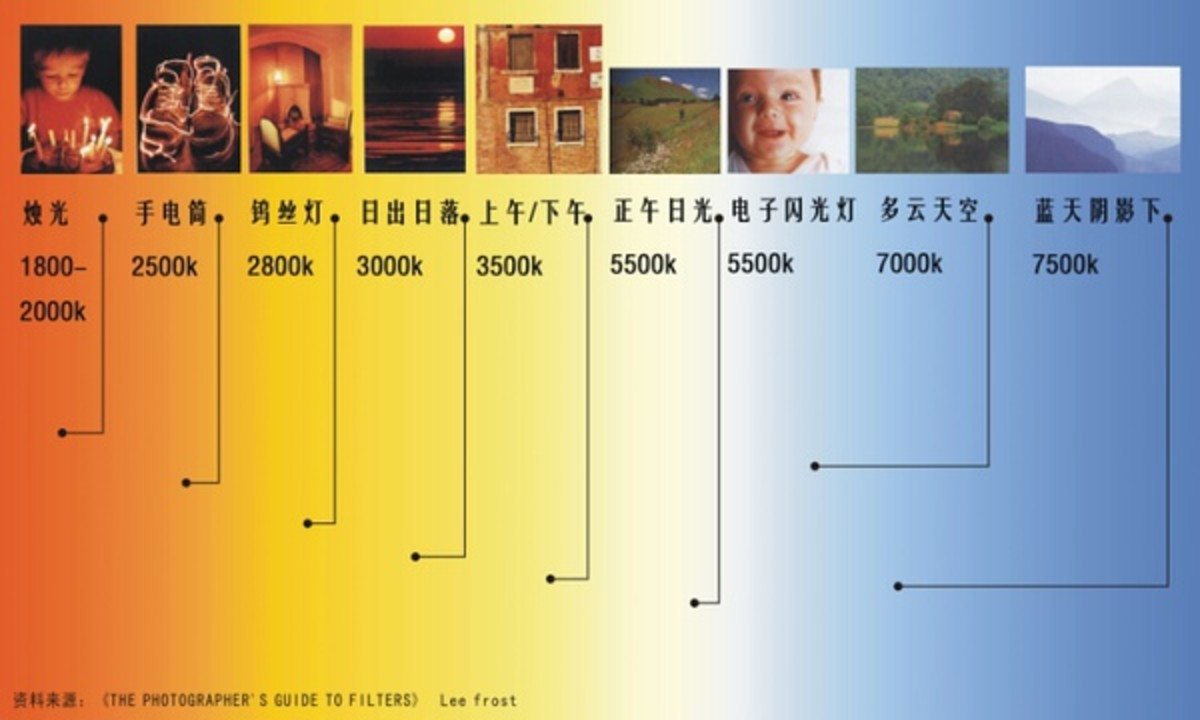 烛光 手电筒 钨丝灯 日出日落 上午/下午 正午日光 电子闪光灯 多云天空 蓝天阴影下
1800- 2500k 2800k 3000k 3500k 5500k 5500k 7000k 7500k
2000k
资料来源：《THE PHOTOGRAPHER'S GUIDE TO FILTERS》 Lee frost